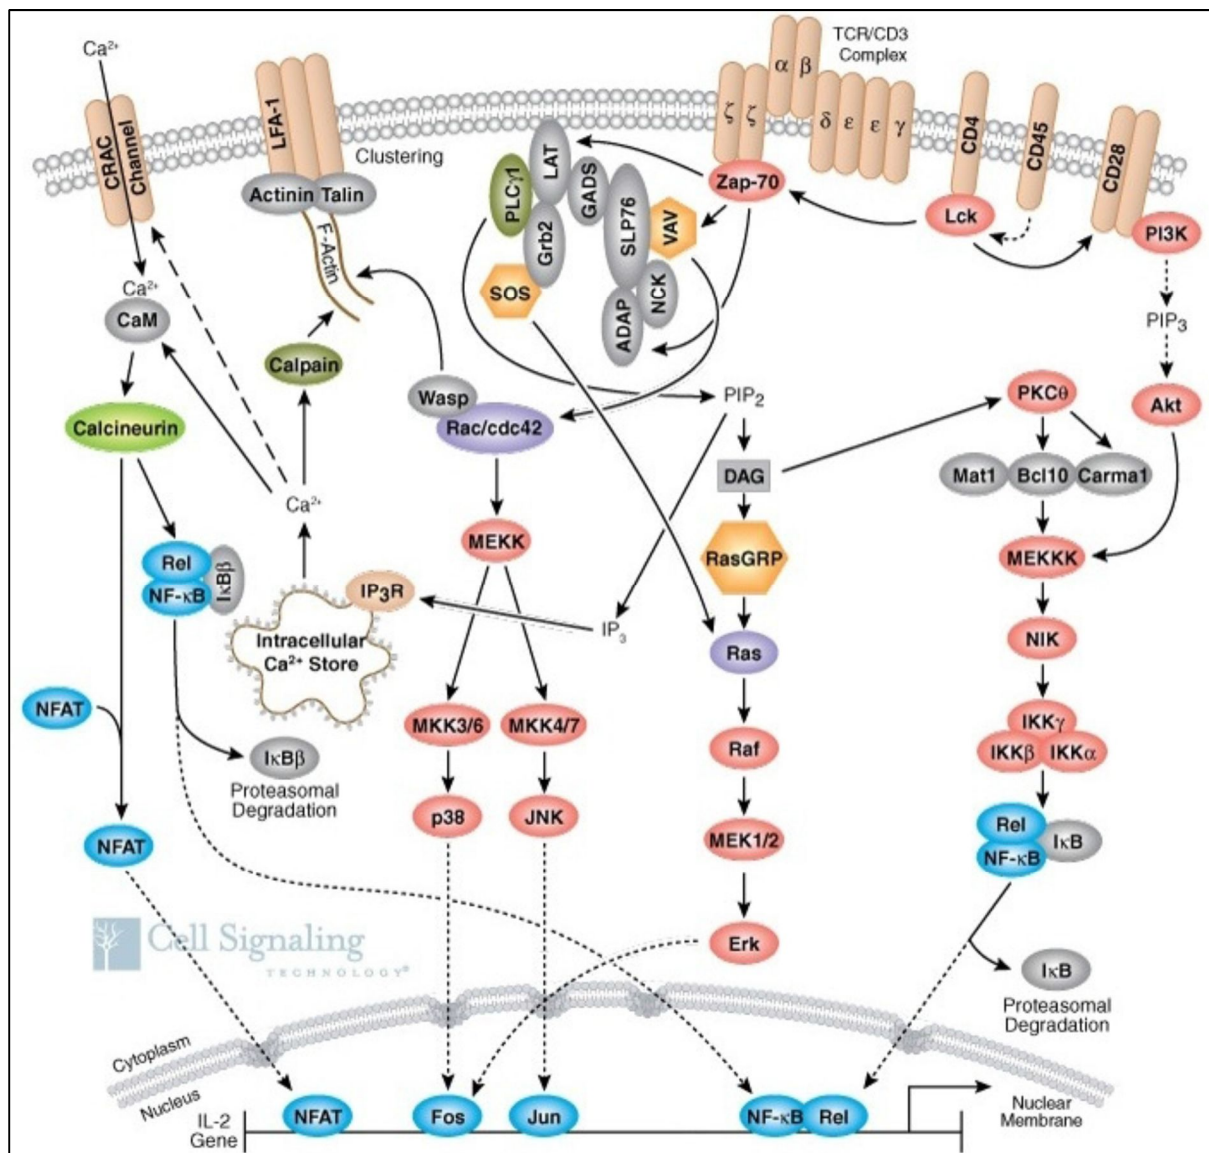 Ca²⁺
TCR/CD3
Complex
α
β
CRAC
Channel
LFA-1
Clustering
ζ
ζ
δ
ε
ε
γ
CD4
CD45
CD28
Actinin
Talin
F-Actin
PLCγ1
LAT
GADS
Grb2
SLP76
VAV
NCK
ADAP
SOS
Zap-70
Lck
PI3K
PIP₃
Akt
Ca²⁺
CaM
Calcineurin
Calpain
Wasp
Rac/cdc42
PIP₂
DAG
PKCθ
Mat1
Bcl10
Carma1
Ca²⁺
MEKK
RasGRP
MEKKK
Rel
NF-κB
IκBβ
IP₃R
Intracellular
Ca²⁺ Store
IP₃
Ras
NIK
NFAT
MKK3/6
MKK4/7
Raf
IKKγ
IKKβ
IKKα
IκBβ
Proteasomal
Degradation
p38
JNK
NFAT
MEK1/2
Rel
NF-κB
IκB
Cell Signaling
TECHNOLOGY®
Erk
IκB
Proteasomal
Degradation
Cytoplasm
Nucleus
IL-2
Gene
NFAT
Fos
Jun
NF-κB
Rel
Nuclear
Membrane